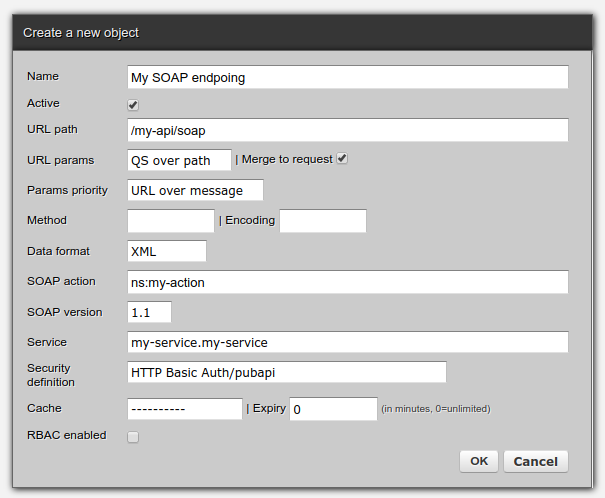 Create a new object
Name My SOAP endpoing
Active
URL path /my-api/soap
URL params QS over path | Merge to request
Params priority URL over message
Method | Encoding
Data format XML
SOAP action ns:my-action
SOAP version 1.1
Service my-service.my-service
Security
definition HTTP Basic Auth/pubapi
Cache ---------- | Expiry 0 (in minutes, 0=unlimited)
RBAC enabled
OK Cancel